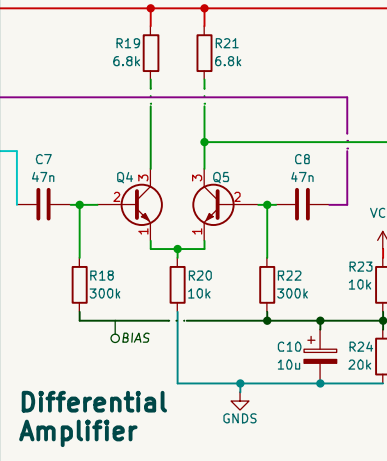 R19
6.8k
R21
6.8k
C7
47n
Q4
3
2
1
Q5
3
2
1
C8
47n
VC
R18
300k
R20
10k
R22
300k
R23
10k
BIAS
+
C10
10u
R24
20k
GNDS
Differential
Amplifier